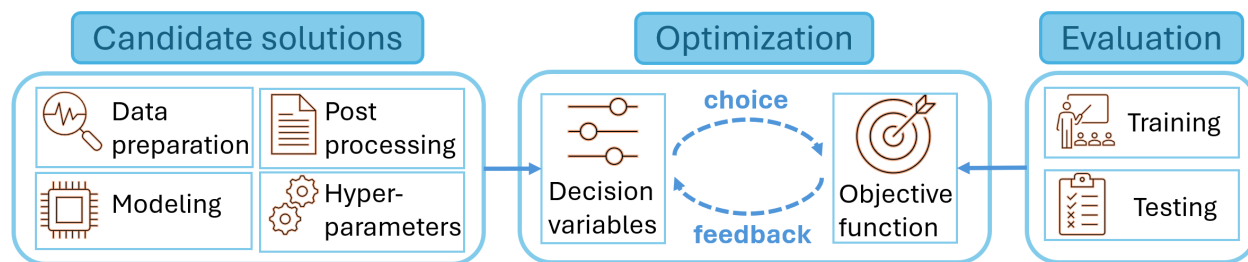 Candidate solutions
Data
preparation
Post
processing
Modeling
Hyper-
parameters
Optimization
Decision
variables
choice
feedback
Objective
function
Evaluation
Training
Testing